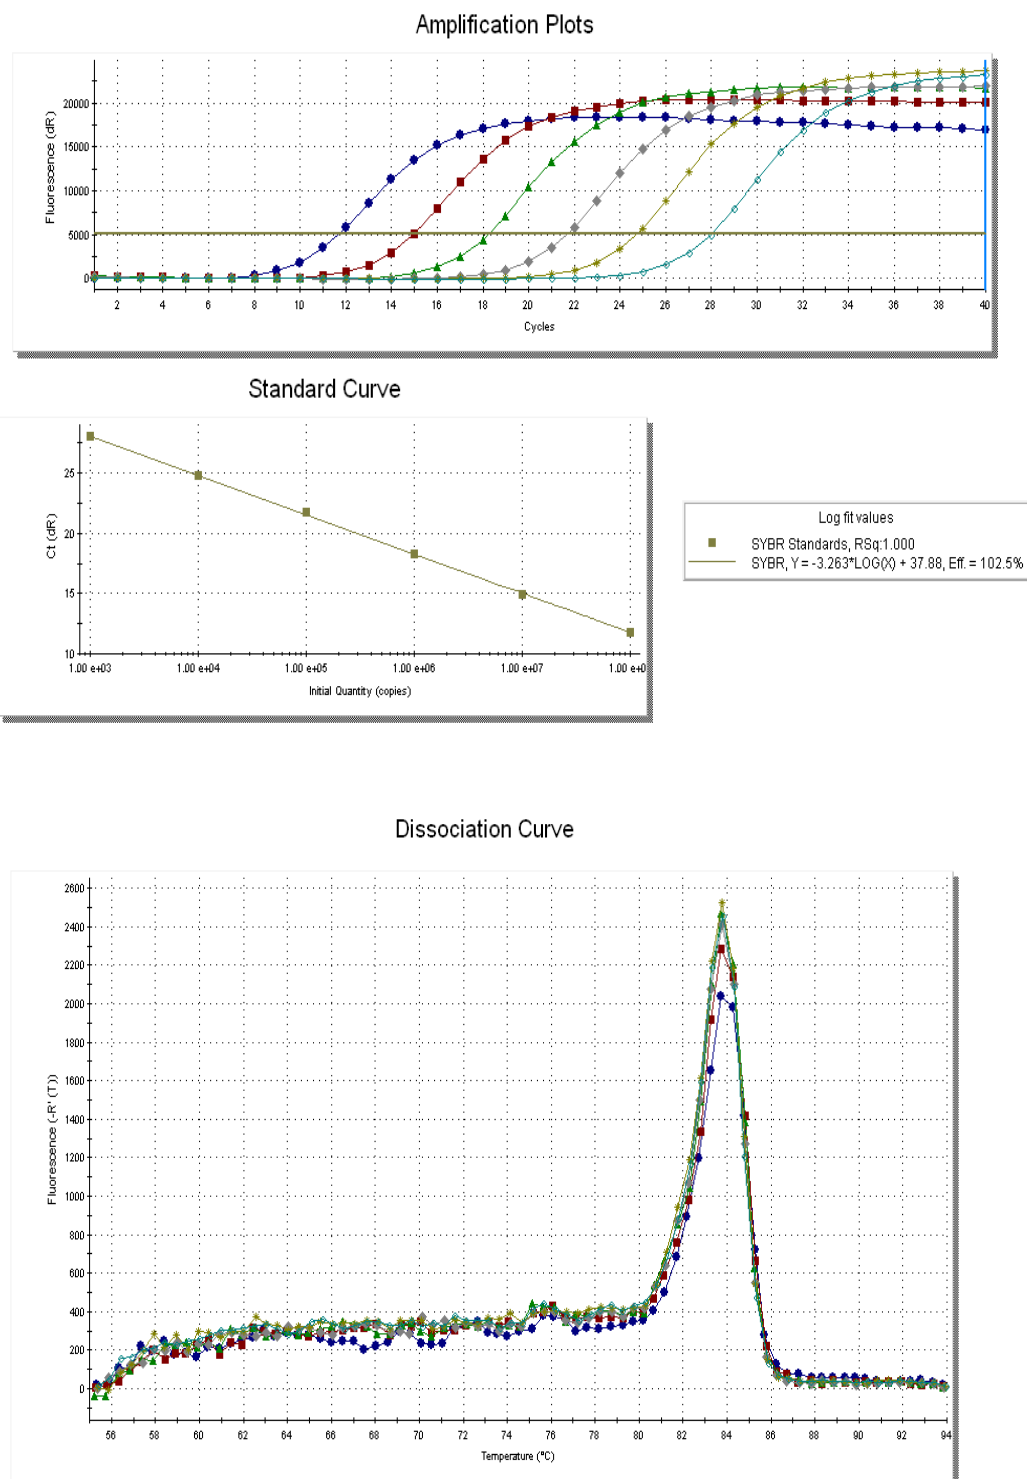 Amplification Plots
Fluorescence (dR)
20000
15000
10000
5000
0
2 4 6 8 10 12 14 16 18 20 22 24 26 28 30 32 34 36 38 40
Cycles
Standard Curve
Ct (dR)
25
20
15
10
1.00 e+03 1.00 e+04 1.00 e+05 1.00 e+06 1.00 e+07 1.00 e+0
Initial Quantity (copies)
Log fit values
SYBR Standards, RSq:1.000
SYBR, Y = -3.263*LOG(X) + 37.88, Eff. = 102.5%
Dissociation Curve
Fluorescence (-R' (T))
2600
2400
2200
2000
1800
1600
1400
1200
1000
800
600
400
200
0
56 58 60 62 64 66 68 70 72 74 76 78 80 82 84 86 88 90 92 94
Temperature (°C)